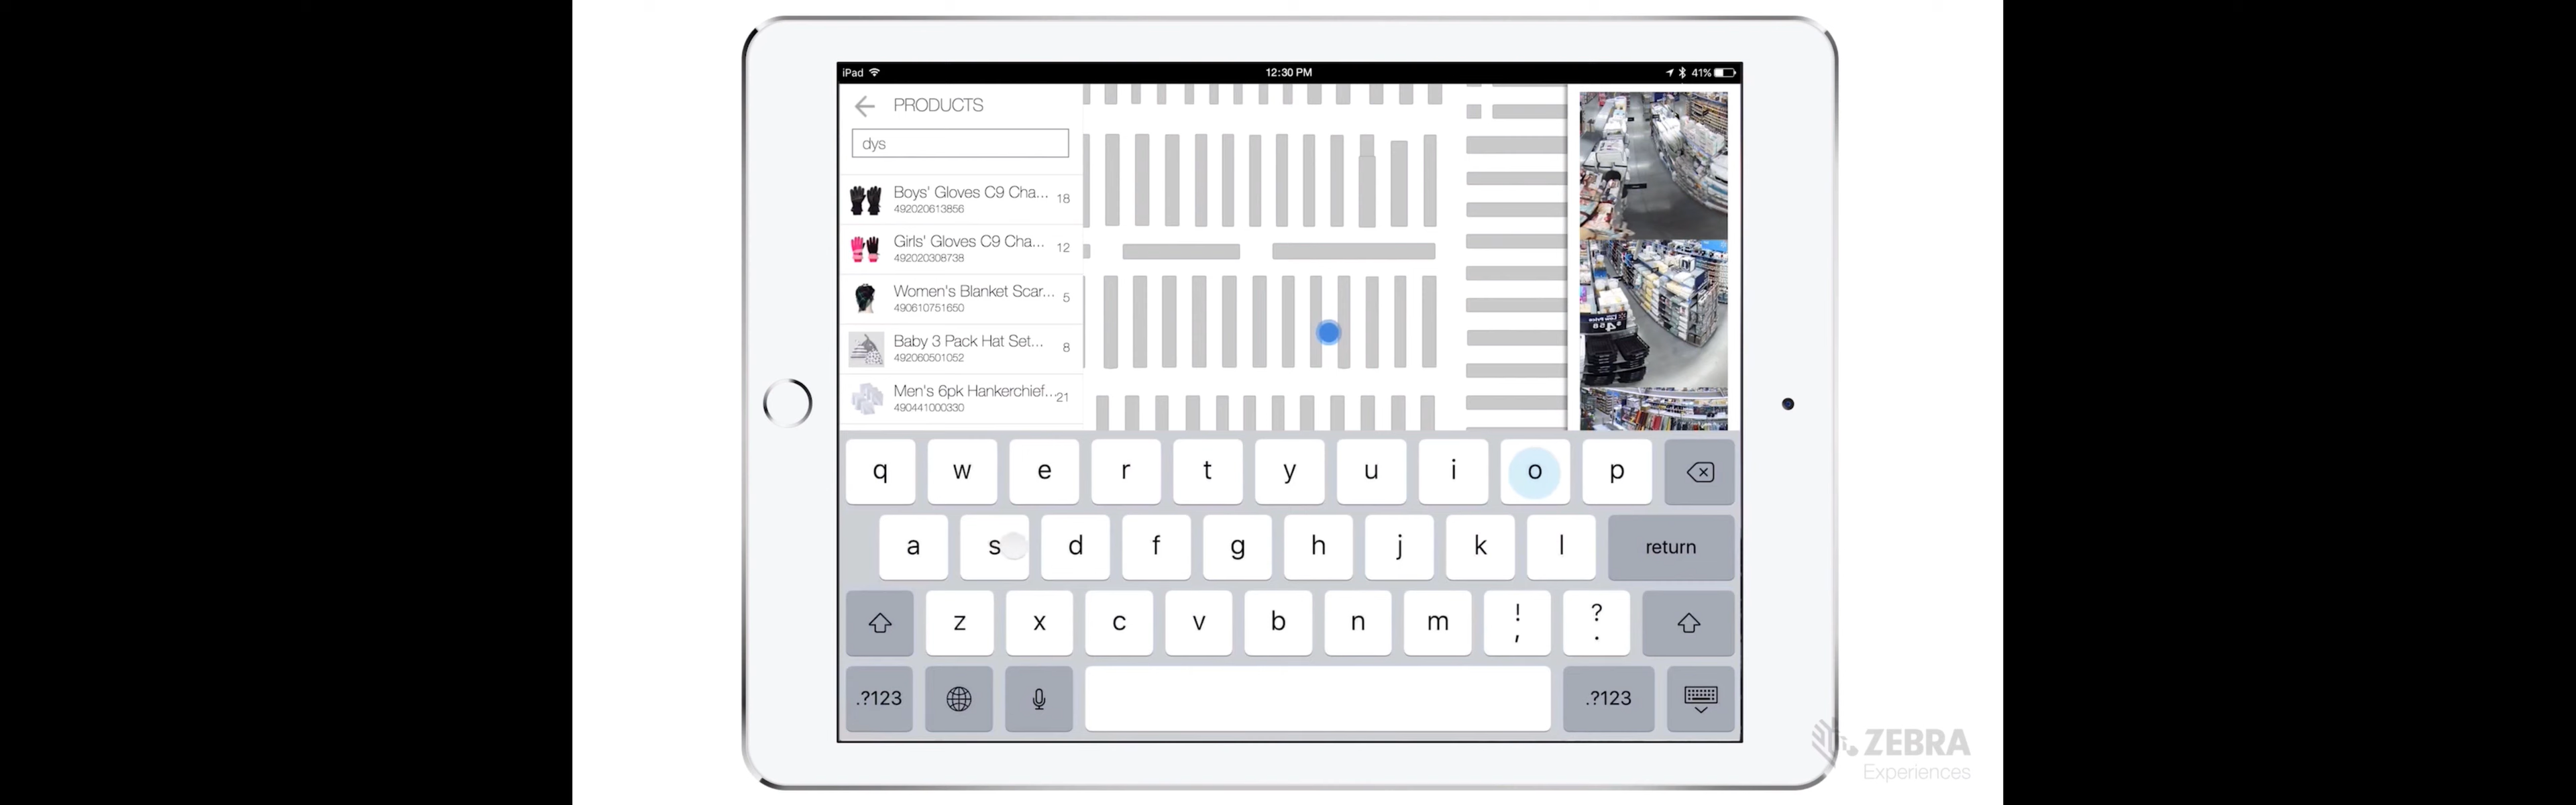 iPad
12:30 PM
41%
PRODUCTS
dys
Boys' Gloves C9 Cha... 18
492020613856
Girls' Gloves C9 Cha... 12
492020308738
Women's Blanket Scar... 5
490610751650
Baby 3 Pack Hat Set... 8
492060501052
Men's 6pk Hankerchief... 21
490441000330
q w e r t y u i o p
a s d f g h j k l return
z x c v b n m ! , ? .
.?123 .?123
ZEBRA
Experiences